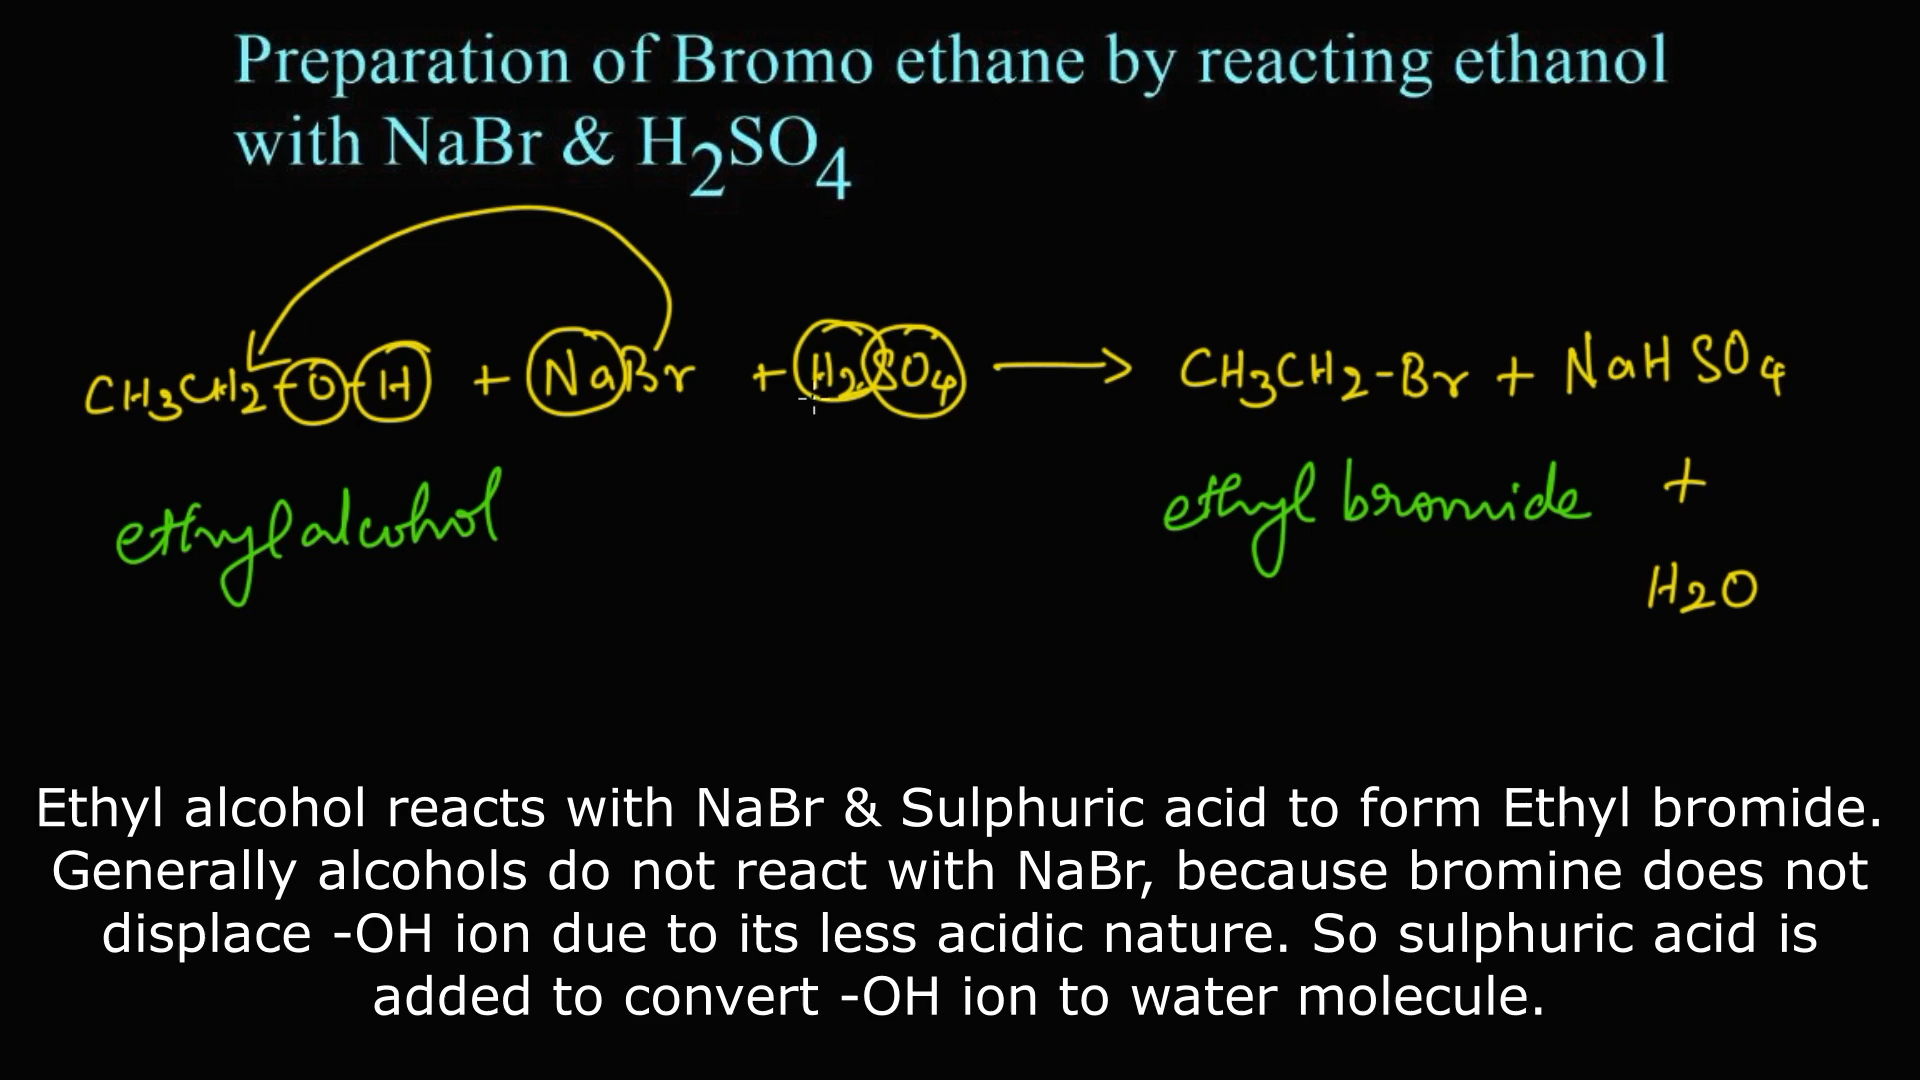 Preparation of Bromo ethane by reacting ethanol
with NaBr & H2SO4
CH3CH2-O-H + NaBr + H2SO4 ⟶ CH3CH2-Br + NaHSO4
ethyl alcohol
ethyl bromide
+
H2O
Ethyl alcohol reacts with NaBr & Sulphuric acid to form Ethyl bromide.
Generally alcohols do not react with NaBr, because bromine does not
displace -OH ion due to its less acidic nature. So sulphuric acid is
added to convert -OH ion to water molecule.